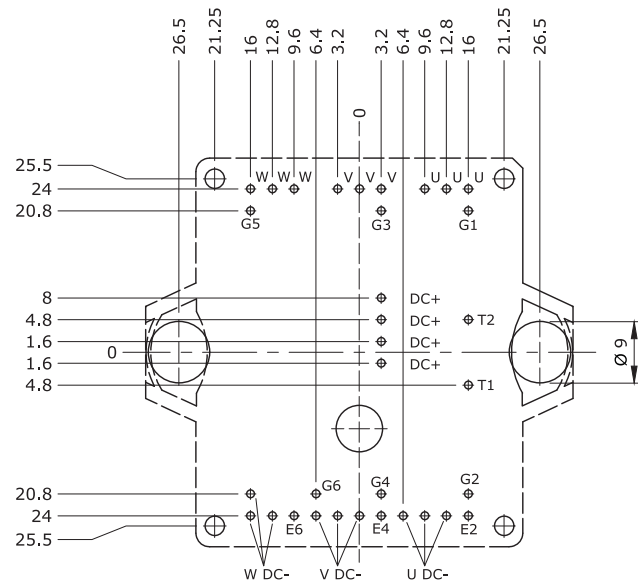 26.5 21.25 16 12.8 9.6 6.4 3.2 3.2 6.4 9.6 12.8 16 21.25 26.5
0
25.5
W W W V V V U U U
24
20.8
G5 G3 G1
8 DC+
4.8 DC+ T2
1.6 DC+
0
Ø 9
1.6 DC+
4.8 T1
20.8 G6 G4 G2
24 E6 E4 E2
25.5
W DC- V DC- U DC-